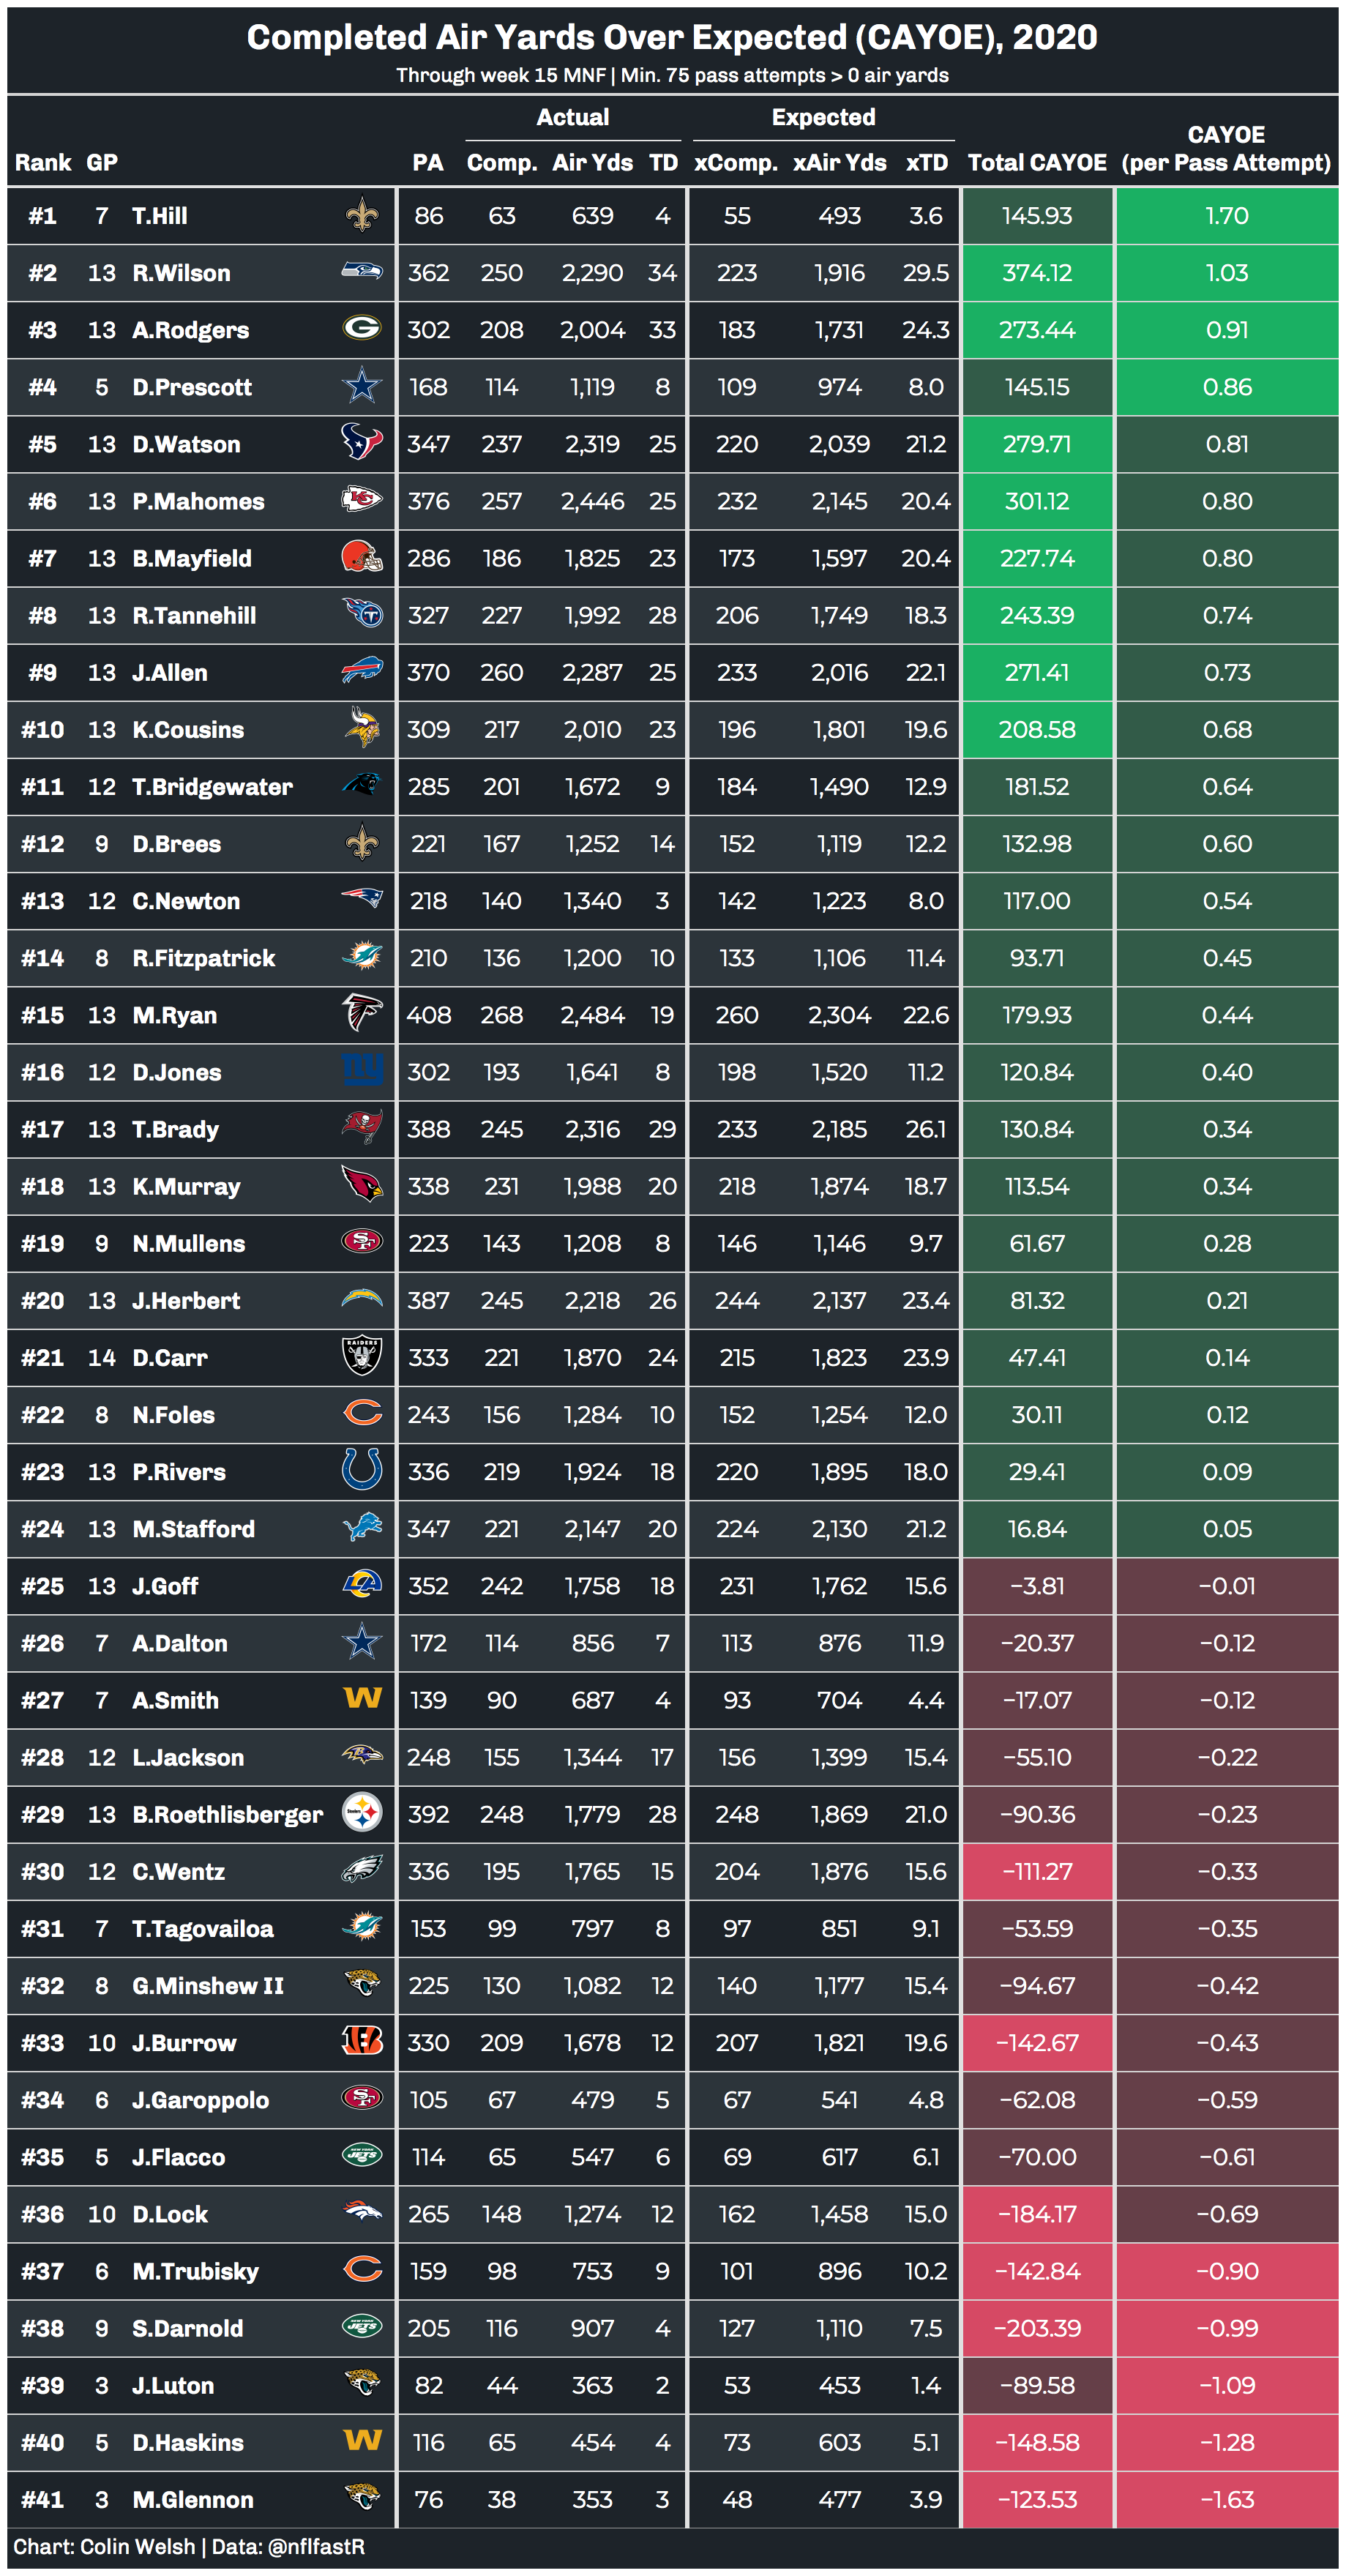 Completed Air Yards Over Expected (CAYOE), 2020
Through week 15 MNF | Min. 75 pass attempts > 0 air yards
Actual Expected CAYOE
Rank GP PA Comp. Air Yds TD xComp. xAir Yds xTD Total CAYOE (per Pass Attempt)
#1 7 T.Hill 86 63 639 4 55 493 3.6 145.93 1.70
#2 13 R.Wilson 362 250 2,290 34 223 1,916 29.5 374.12 1.03
#3 13 A.Rodgers G 302 208 2,004 33 183 1,731 24.3 273.44 0.91
#4 5 D.Prescott 168 114 1,119 8 109 974 8.0 145.15 0.86
#5 13 D.Watson 347 237 2,319 25 220 2,039 21.2 279.71 0.81
#6 13 P.Mahomes KC 376 257 2,446 25 232 2,145 20.4 301.12 0.80
#7 13 B.Mayfield 286 186 1,825 23 173 1,597 20.4 227.74 0.80
#8 13 R.Tannehill T 327 227 1,992 28 206 1,749 18.3 243.39 0.74
#9 13 J.Allen 370 260 2,287 25 233 2,016 22.1 271.41 0.73
#10 13 K.Cousins 309 217 2,010 23 196 1,801 19.6 208.58 0.68
#11 12 T.Bridgewater 285 201 1,672 9 184 1,490 12.9 181.52 0.64
#12 9 D.Brees 221 167 1,252 14 152 1,119 12.2 132.98 0.60
#13 12 C.Newton 218 140 1,340 3 142 1,223 8.0 117.00 0.54
#14 8 R.Fitzpatrick 210 136 1,200 10 133 1,106 11.4 93.71 0.45
#15 13 M.Ryan 408 268 2,484 19 260 2,304 22.6 179.93 0.44
#16 12 D.Jones ny 302 193 1,641 8 198 1,520 11.2 120.84 0.40
#17 13 T.Brady 388 245 2,316 29 233 2,185 26.1 130.84 0.34
#18 13 K.Murray 338 231 1,988 20 218 1,874 18.7 113.54 0.34
#19 9 N.Mullens SF 223 143 1,208 8 146 1,146 9.7 61.67 0.28
#20 13 J.Herbert 387 245 2,218 26 244 2,137 23.4 81.32 0.21
#21 14 D.Carr RAIDERS 333 221 1,870 24 215 1,823 23.9 47.41 0.14
#22 8 N.Foles C 243 156 1,284 10 152 1,254 12.0 30.11 0.12
#23 13 P.Rivers 336 219 1,924 18 220 1,895 18.0 29.41 0.09
#24 13 M.Stafford 347 221 2,147 20 224 2,130 21.2 16.84 0.05
#25 13 J.Goff LA 352 242 1,758 18 231 1,762 15.6 −3.81 −0.01
#26 7 A.Dalton 172 114 856 7 113 876 11.9 −20.37 −0.12
#27 7 A.Smith W 139 90 687 4 93 704 4.4 −17.07 −0.12
#28 12 L.Jackson B 248 155 1,344 17 156 1,399 15.4 −55.10 −0.22
#29 13 B.Roethlisberger Steelers 392 248 1,779 28 248 1,869 21.0 −90.36 −0.23
#30 12 C.Wentz 336 195 1,765 15 204 1,876 15.6 −111.27 −0.33
#31 7 T.Tagovailoa 153 99 797 8 97 851 9.1 −53.59 −0.35
#32 8 G.Minshew II 225 130 1,082 12 140 1,177 15.4 −94.67 −0.42
#33 10 J.Burrow B 330 209 1,678 12 207 1,821 19.6 −142.67 −0.43
#34 6 J.Garoppolo SF 105 67 479 5 67 541 4.8 −62.08 −0.59
#35 5 J.Flacco NEW YORK JETS 114 65 547 6 69 617 6.1 −70.00 −0.61
#36 10 D.Lock 265 148 1,274 12 162 1,458 15.0 −184.17 −0.69
#37 6 M.Trubisky C 159 98 753 9 101 896 10.2 −142.84 −0.90
#38 9 S.Darnold NEW YORK JETS 205 116 907 4 127 1,110 7.5 −203.39 −0.99
#39 3 J.Luton 82 44 363 2 53 453 1.4 −89.58 −1.09
#40 5 D.Haskins W 116 65 454 4 73 603 5.1 −148.58 −1.28
#41 3 M.Glennon 76 38 353 3 48 477 3.9 −123.53 −1.63
Chart: Colin Welsh | Data: @nflfastR